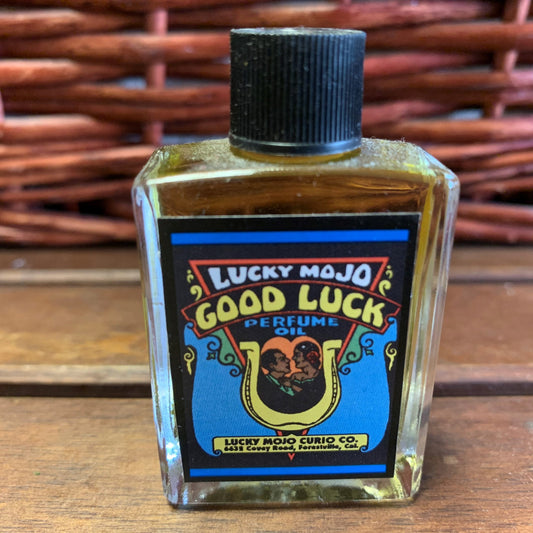 LUCKY MOJO
GOOD LUCK
PERFUME
OIL
LUCKY MOJO CURIO CO.
6632 Covey Road, Forestville, Cal.